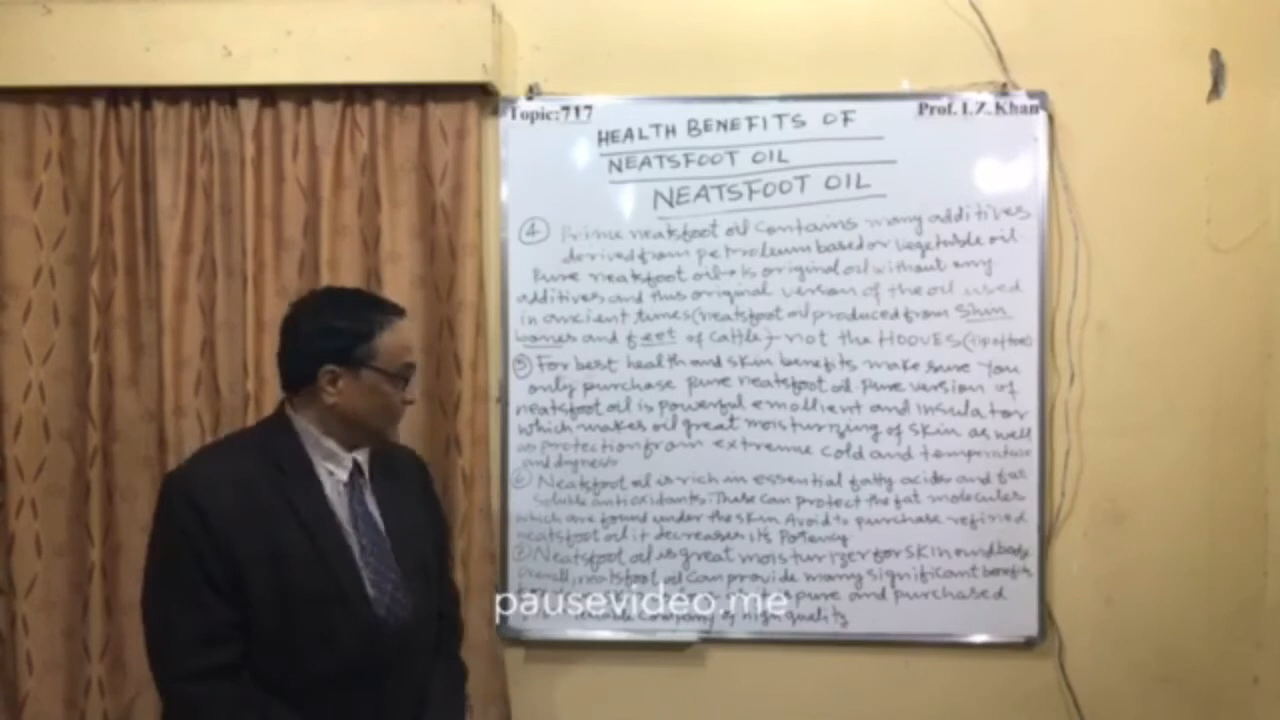 Topic:717
Prof. I.Z.Khan
HEALTH BENEFITS OF
NEATSFOOT OIL
NEATSFOOT OIL
④ Prime neatsfoot oil contains many additives
derived from petroleum based or vegetable oil
Pure neatsfoot oil → is original oil without any
additives and this original version of the oil used
in ancient times (neatsfoot oil produced from Shin
bones and feet of cattle) - not the HOOVES (
⑤ For best health and skin benefits make sure you
only purchase pure neatsfoot oil. Pure version of
neatsfoot oil is powerful emollient and insulator
which makes oil great moisturizing of skin as well
as protection from extreme cold and temperature
and dryness
⑥ Neatsfoot oil is rich in essential fatty acids and fat
soluble antioxidants. These can protect the fat molecules
which are found under the skin. Avoid to purchase refined
neatsfoot oil it decreases its Potency
⑦ Neatsfoot oil is great moisturizer for skin and body
Overall neatsfoot oil can provide many significant benefits
pure and purchased
reliable company of high quality
pausevideo.me